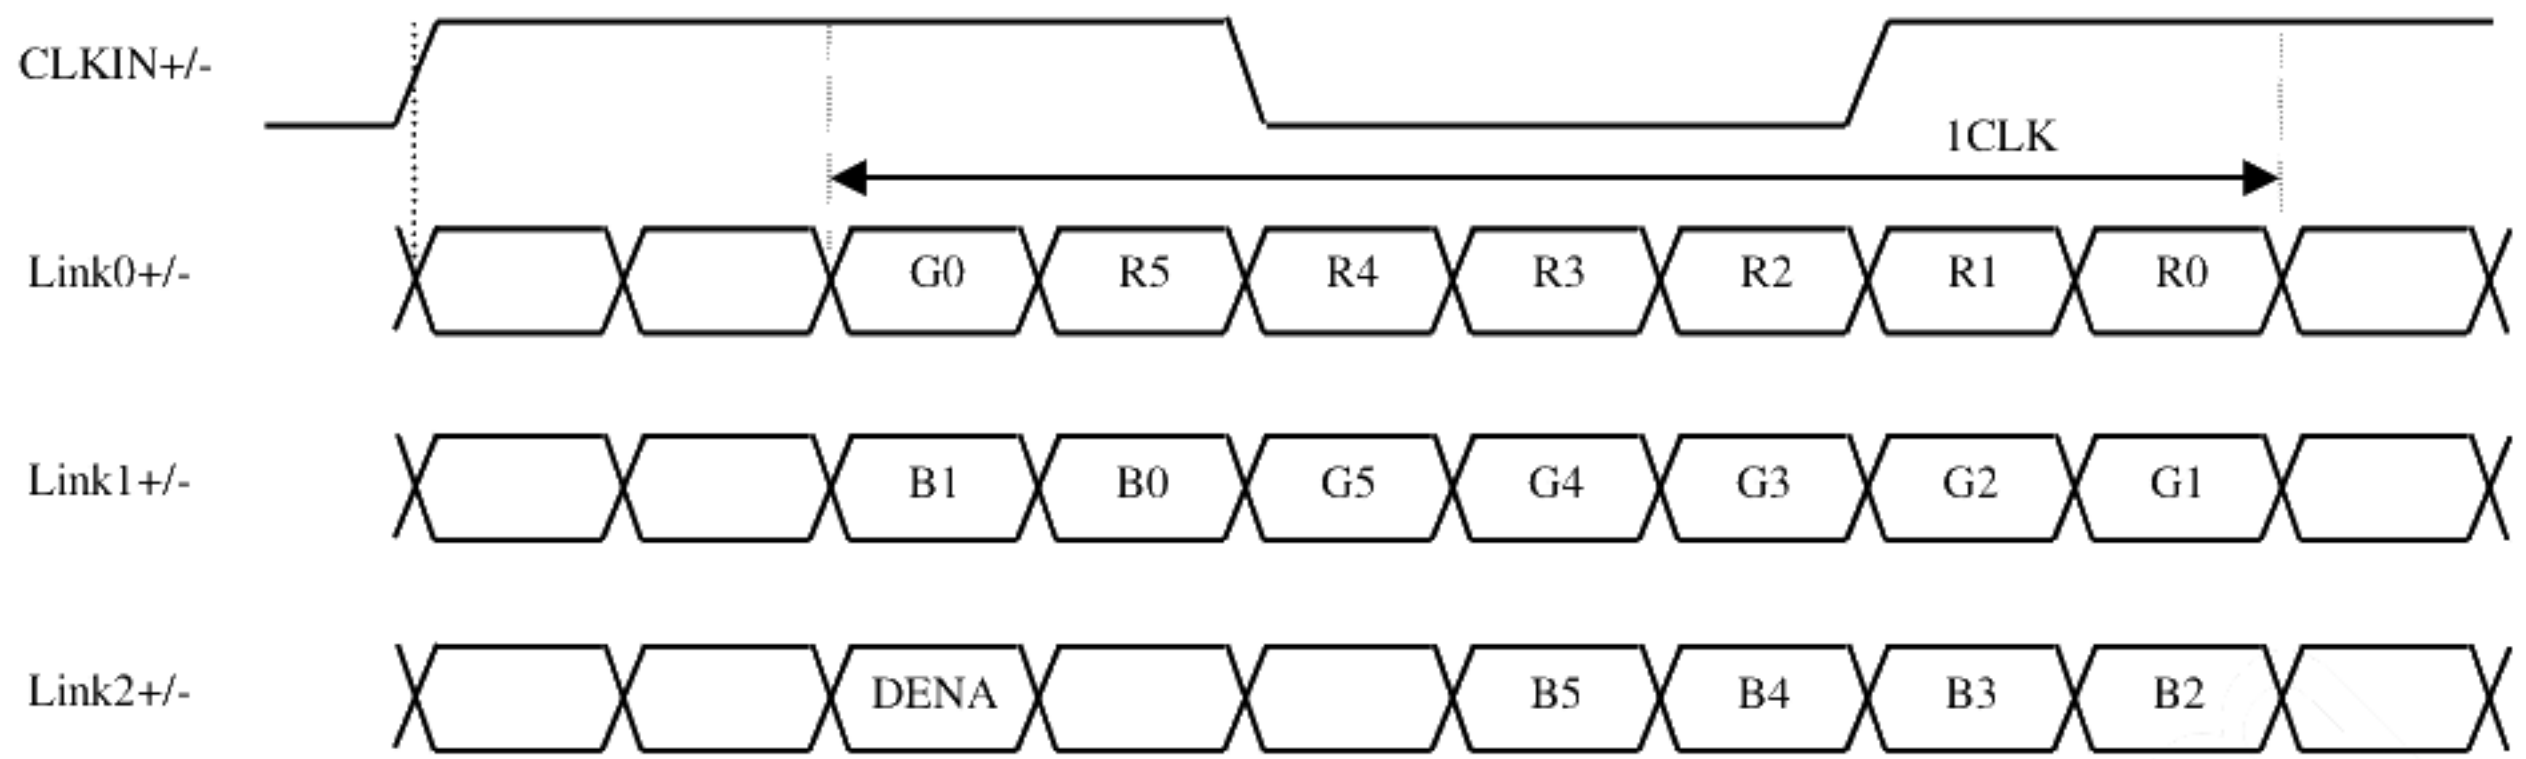 CLKIN+/-
1CLK
Link0+/- G0 R5 R4 R3 R2 R1 R0
Link1+/- B1 B0 G5 G4 G3 G2 G1
Link2+/- DENA B5 B4 B3 B2